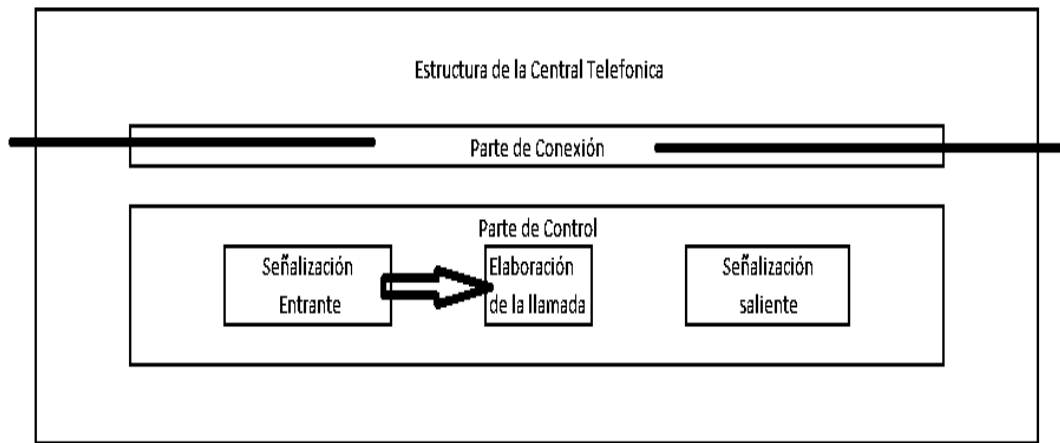 Estructura de la Central Telefonica
Parte de Conexión
Parte de Control
Señalización
Entrante
Elaboración
de la llamada
Señalización
saliente